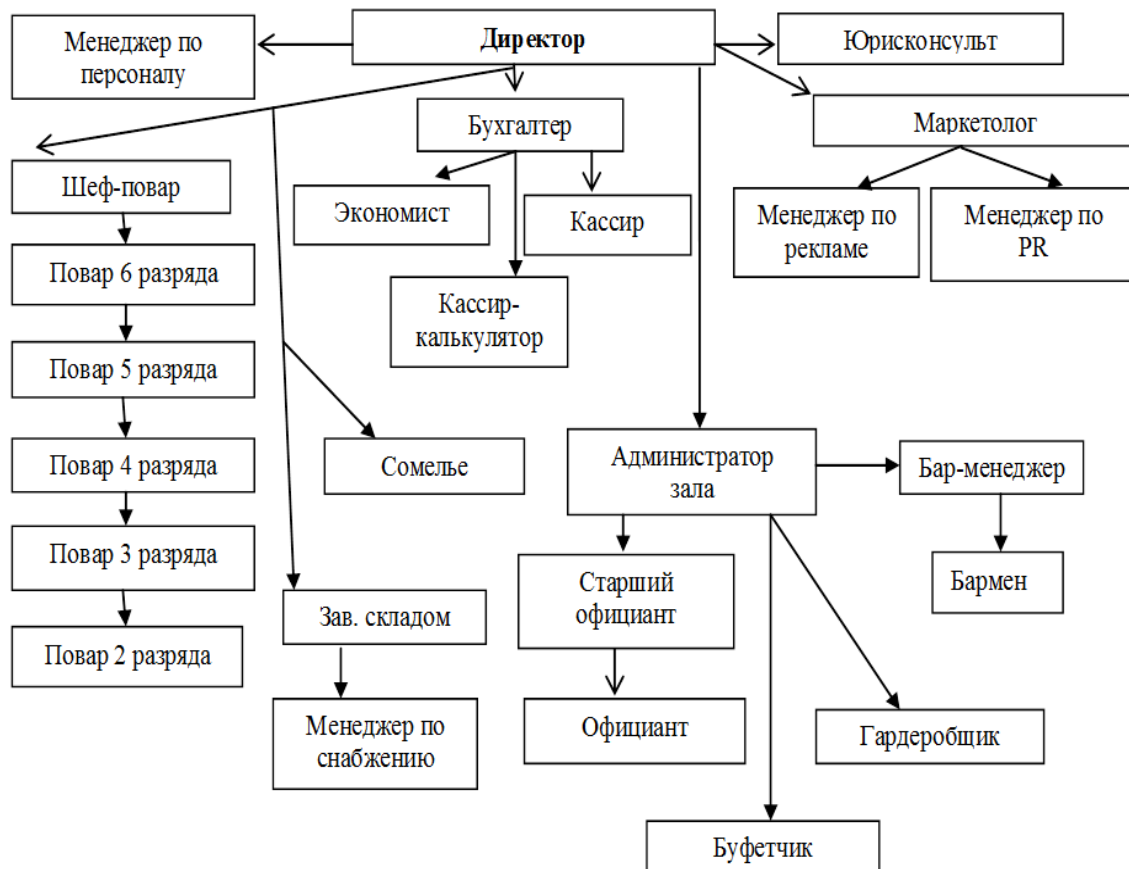 Менеджер по
персоналу
Директор
Юрисконсульт
Бухгалтер
Маркетолог
Шеф-повар
Экономист
Кассир
Менеджер по
рекламе
Менеджер по
PR
Повар 6 разряда
Кассир-
калькулятор
Повар 5 разряда
Повар 4 разряда
Сомелье
Администратор
зала
Бар-менеджер
Повар 3 разряда
Старший
официант
Бармен
Зав. складом
Повар 2 разряда
Менеджер по
снабжению
Официант
Гардеробщик
Буфетчик